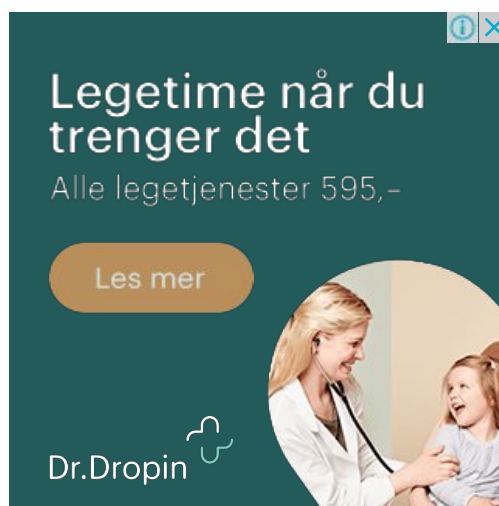 Legetime når du
trenger det
Alle legetjenester 595,–
Les mer
Dr.Dropin